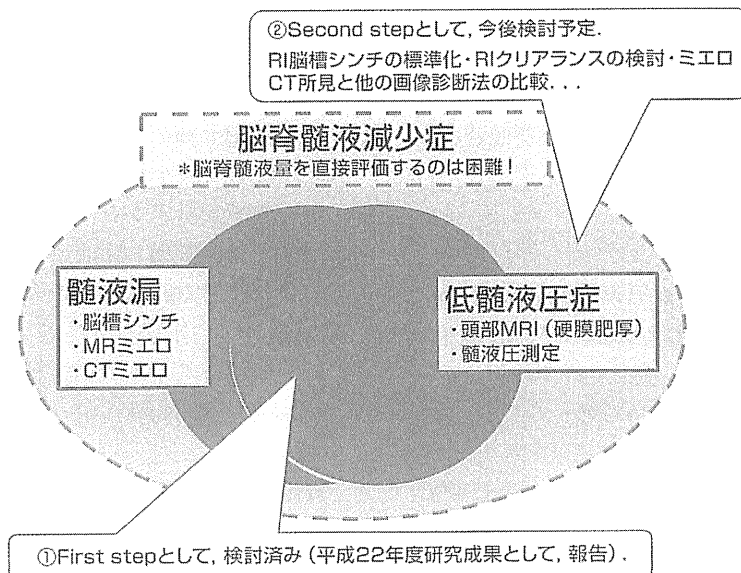 ②Second stepとして, 今後検討予定.
RI脳槽シンチの標準化・RIクリアランスの検討・ミエロ
CT所見と他の画像診断法の比較...
脳脊髄液減少症
*脳脊髄液量を直接評価するのは困難!
髄液漏
・脳槽シンチ
・MRミエロ
・CTミエロ
低髄液圧症
・頭部MRI(硬膜肥厚)
・髄液圧測定
①First stepとして, 検討済み(平成22年度研究成果として, 報告).